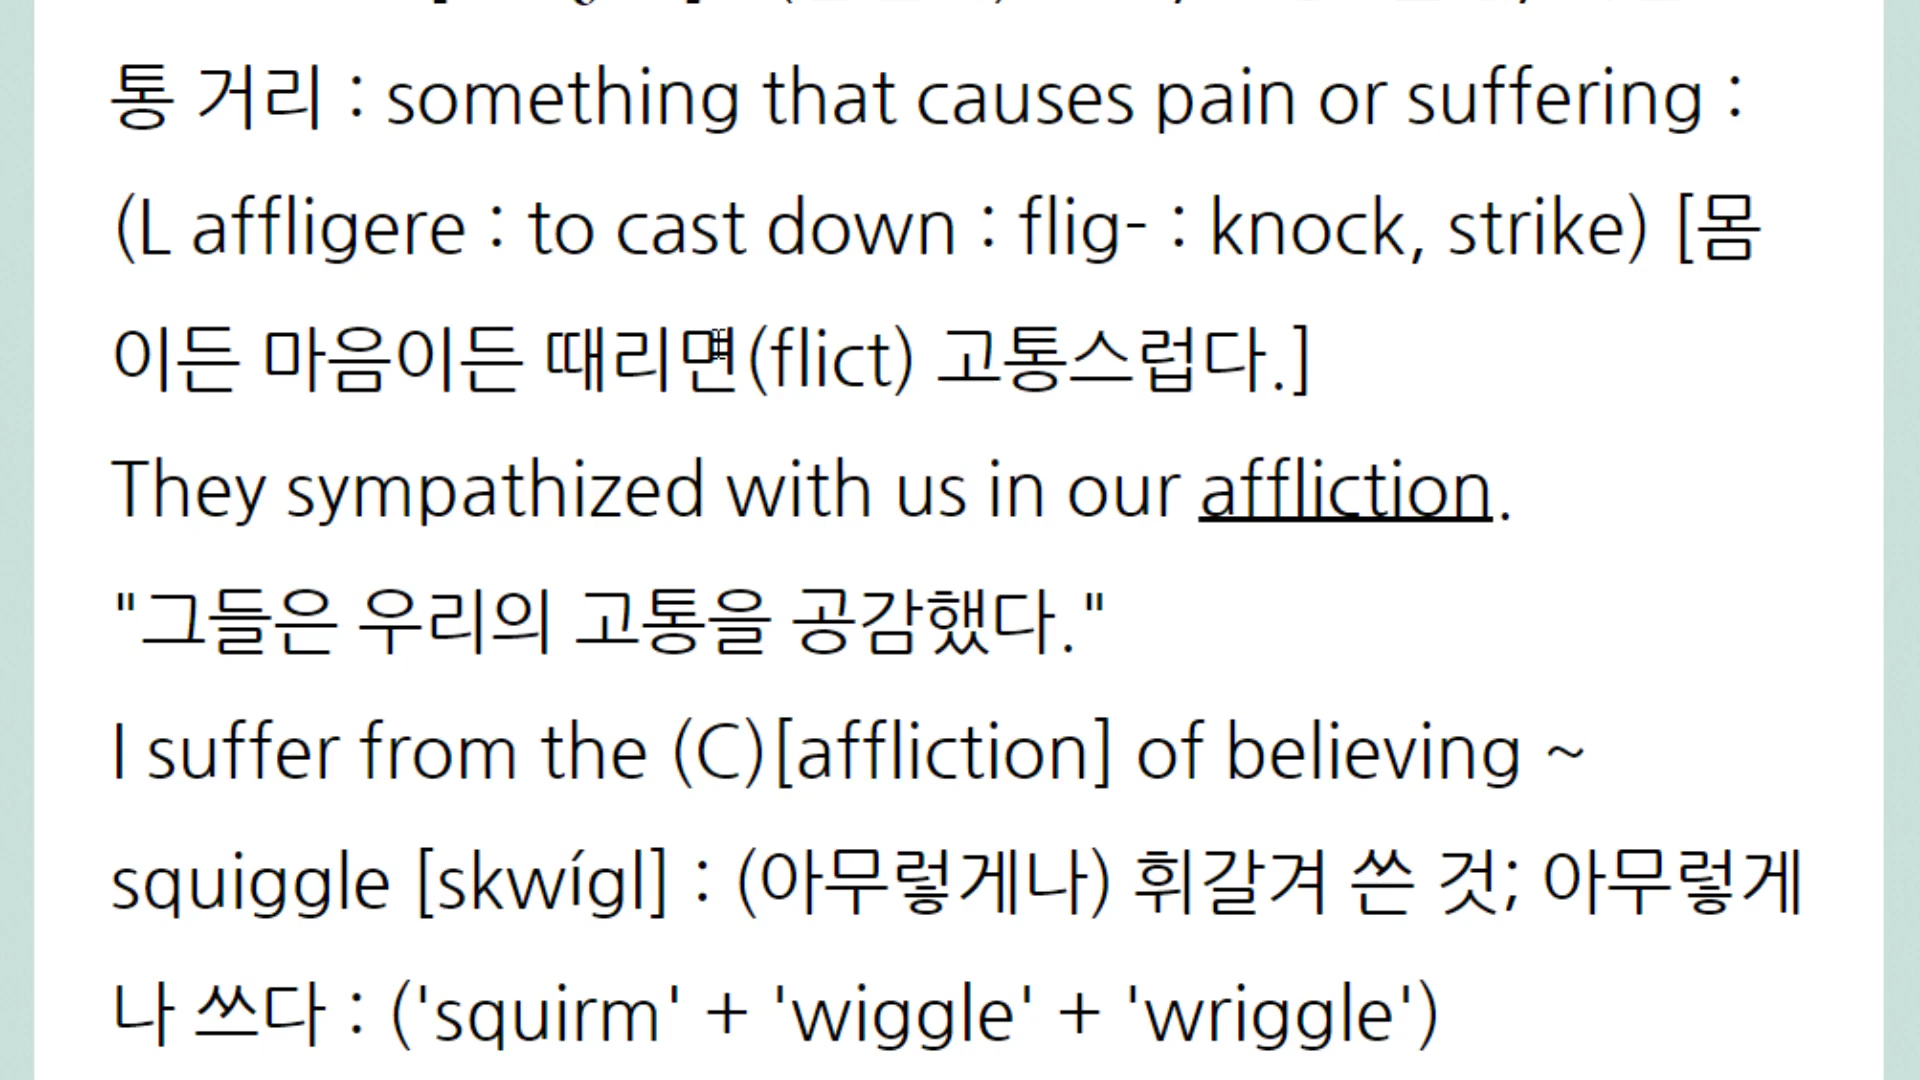 통 거리 : something that causes pain or suffering :
(L affligere : to cast down : flig- : knock, strike) [몸
이든 마음이든 때리면(flict) 고통스럽다.]
They sympathized with us in our affliction.
"그들은 우리의 고통을 공감했다."
I suffer from the (C)[affliction] of believing ~
squiggle [skwígl] : (아무렇게나) 휘갈겨 쓴 것; 아무렇게
나 쓰다 : ('squirm' + 'wiggle' + 'wriggle')